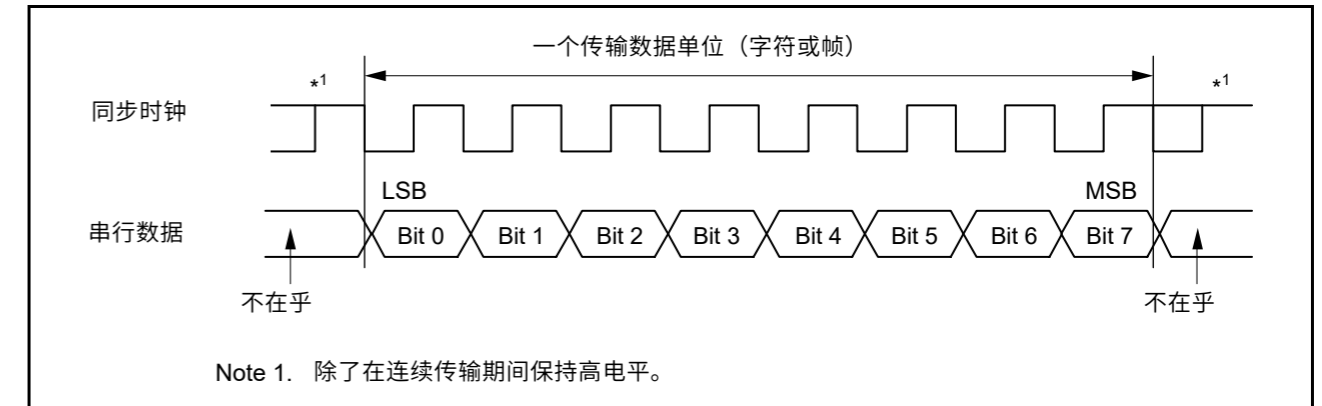 一个传输数据单位（字符或帧）
*1 *1
同步时钟
LSB MSB
串行数据 Bit 0 Bit 1 Bit 2 Bit 3 Bit 4 Bit 5 Bit 6 Bit 7
不在乎 不在乎
Note 1. 除了在连续传输期间保持高电平。